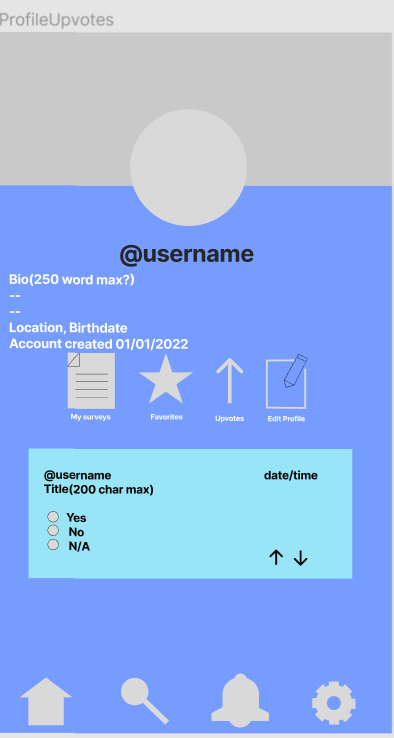 ProfileUpvotes
@username
Bio(250 word max?)
--
--
Location, Birthdate
Account created 01/01/2022
My surveys Favorites Upvotes Edit Profile
@username date/time
Title(200 char max)
Yes
No
N/A